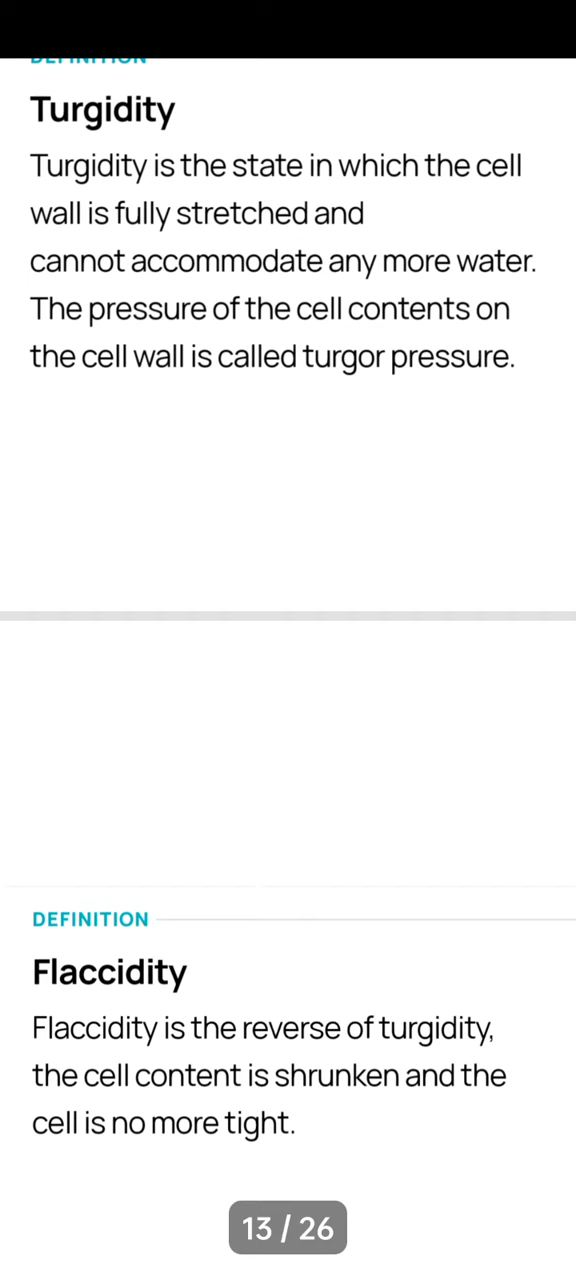 DEFINITION
Turgidity
Turgidity is the state in which the cell
wall is fully stretched and
cannot accommodate any more water.
The pressure of the cell contents on
the cell wall is called turgor pressure.
DEFINITION
Flaccidity
Flaccidity is the reverse of turgidity,
the cell content is shrunken and the
cell is no more tight.
13 / 26